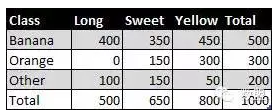 Class Long Sweet Yellow Total
Banana 400 350 450 500
Orange 0 150 300 300
Other 100 150 50 200
Total 500 650 800 1000